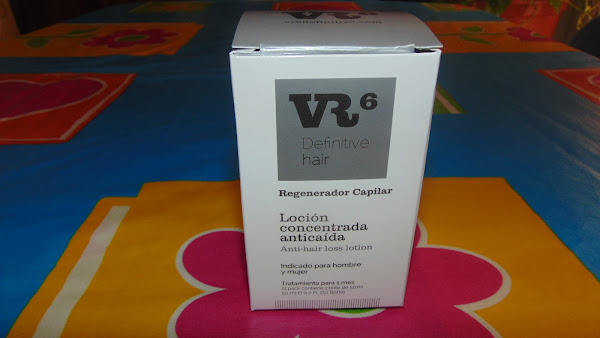 VR6
VR6
Definitive
hair
Regenerador Capilar
Loción
concentrada
anticaída
Anti-hair loss lotion
Indicado para hombre
y mujer
Tratamiento para 1 mes